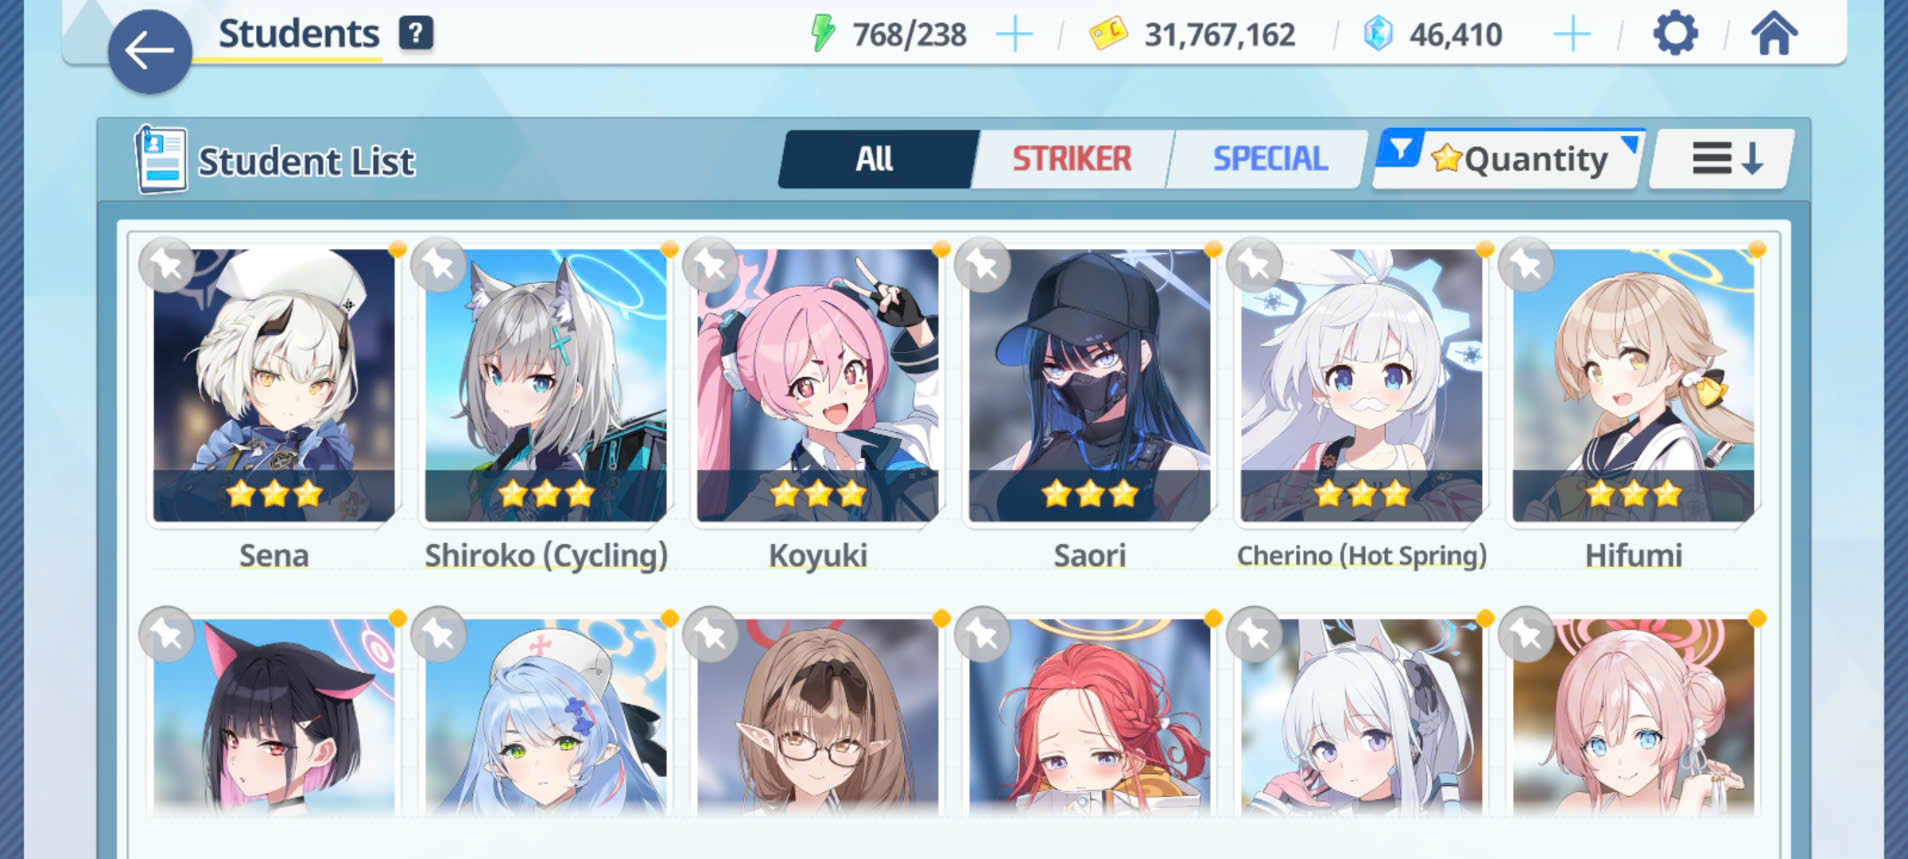 Students ?
768/238
31,767,162
46,410
Student List
All
STRIKER
SPECIAL
Quantity
Sena
Shiroko (Cycling)
Koyuki
Saori
Cherino (Hot Spring)
Hifumi